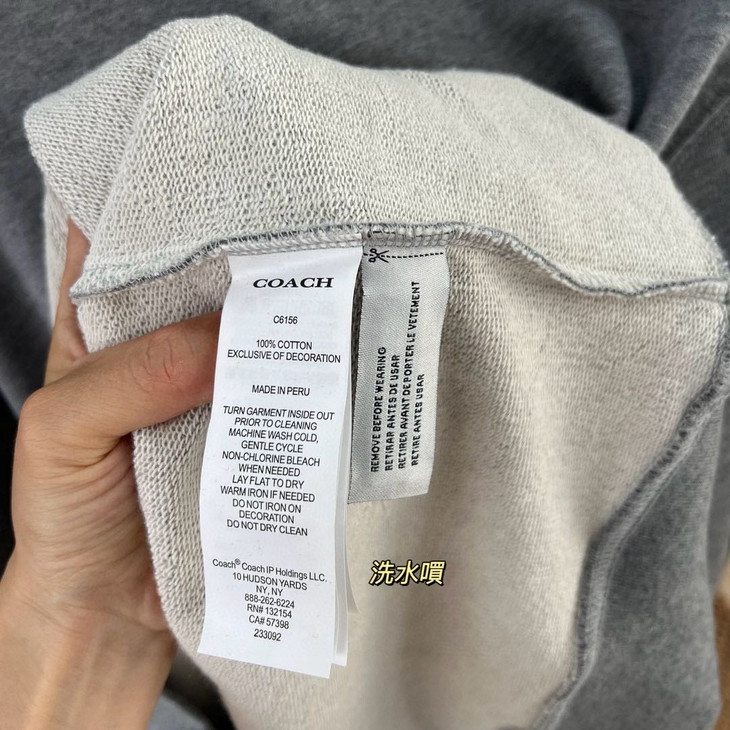 COACH
C6156
100% COTTON
EXCLUSIVE OF DECORATION
MADE IN PERU
TURN GARMENT INSIDE OUT
PRIOR TO CLEANING
MACHINE WASH COLD,
GENTLE CYCLE
NON-CHLORINE BLEACH
WHEN NEEDED
LAY FLAT TO DRY
WARM IRON IF NEEDED
DO NOT IRON ON
DECORATION
DO NOT DRY CLEAN
Coach® Coach IP Holdings LLC.
10 HUDSON YARDS
NY, NY
888-262-6224
RN# 132154
CA# 57398
233092
REMOVE BEFORE WEARING
RETIRAR ANTES DE USAR
RETIRER AVANT DE PORTER LE VETEMENT
RETIRE ANTES USAR
洗水嘪